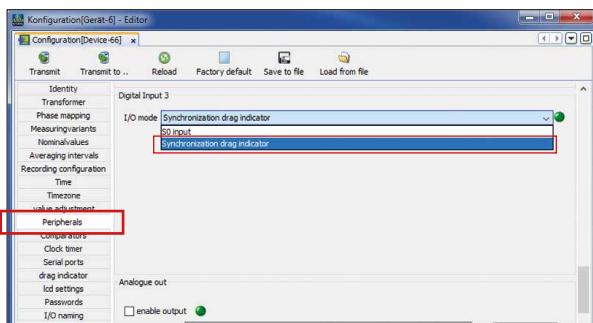 Konfiguration[Gerät-6] - Editor
Configuration[Device-66] x
Transmit Transmit to .. Reload Factory default Save to file Load from file
Identity
Transformer
Phase mapping
Measuringvariants
Nominalvalues
Averaging intervals
Recording configuration
Time
Timezone
value adjustment
Peripherals
Comparators
Clock timer
Serial ports
drag indicator
lcd settings
Passwords
I/O naming
Digital Input 3
I/O mode Synchronization drag indicator
S0 input
Synchronization drag indicator
Analogue out
enable output